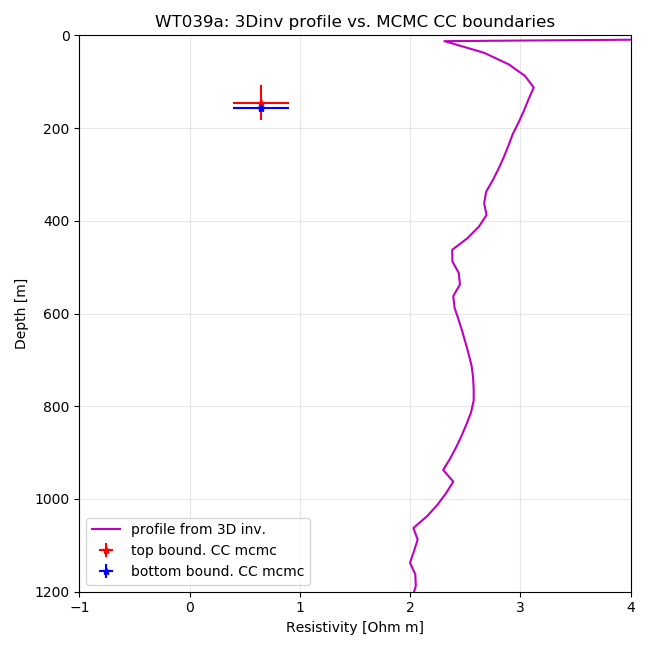 WT039a: 3Dinv profile vs. MCMC CC boundaries
0
200
400
600
800
1000
1200
Depth [m]
profile from 3D inv.
top bound. CC mcmc
bottom bound. CC mcmc
−1
0
1
2
3
4
Resistivity [Ohm m]